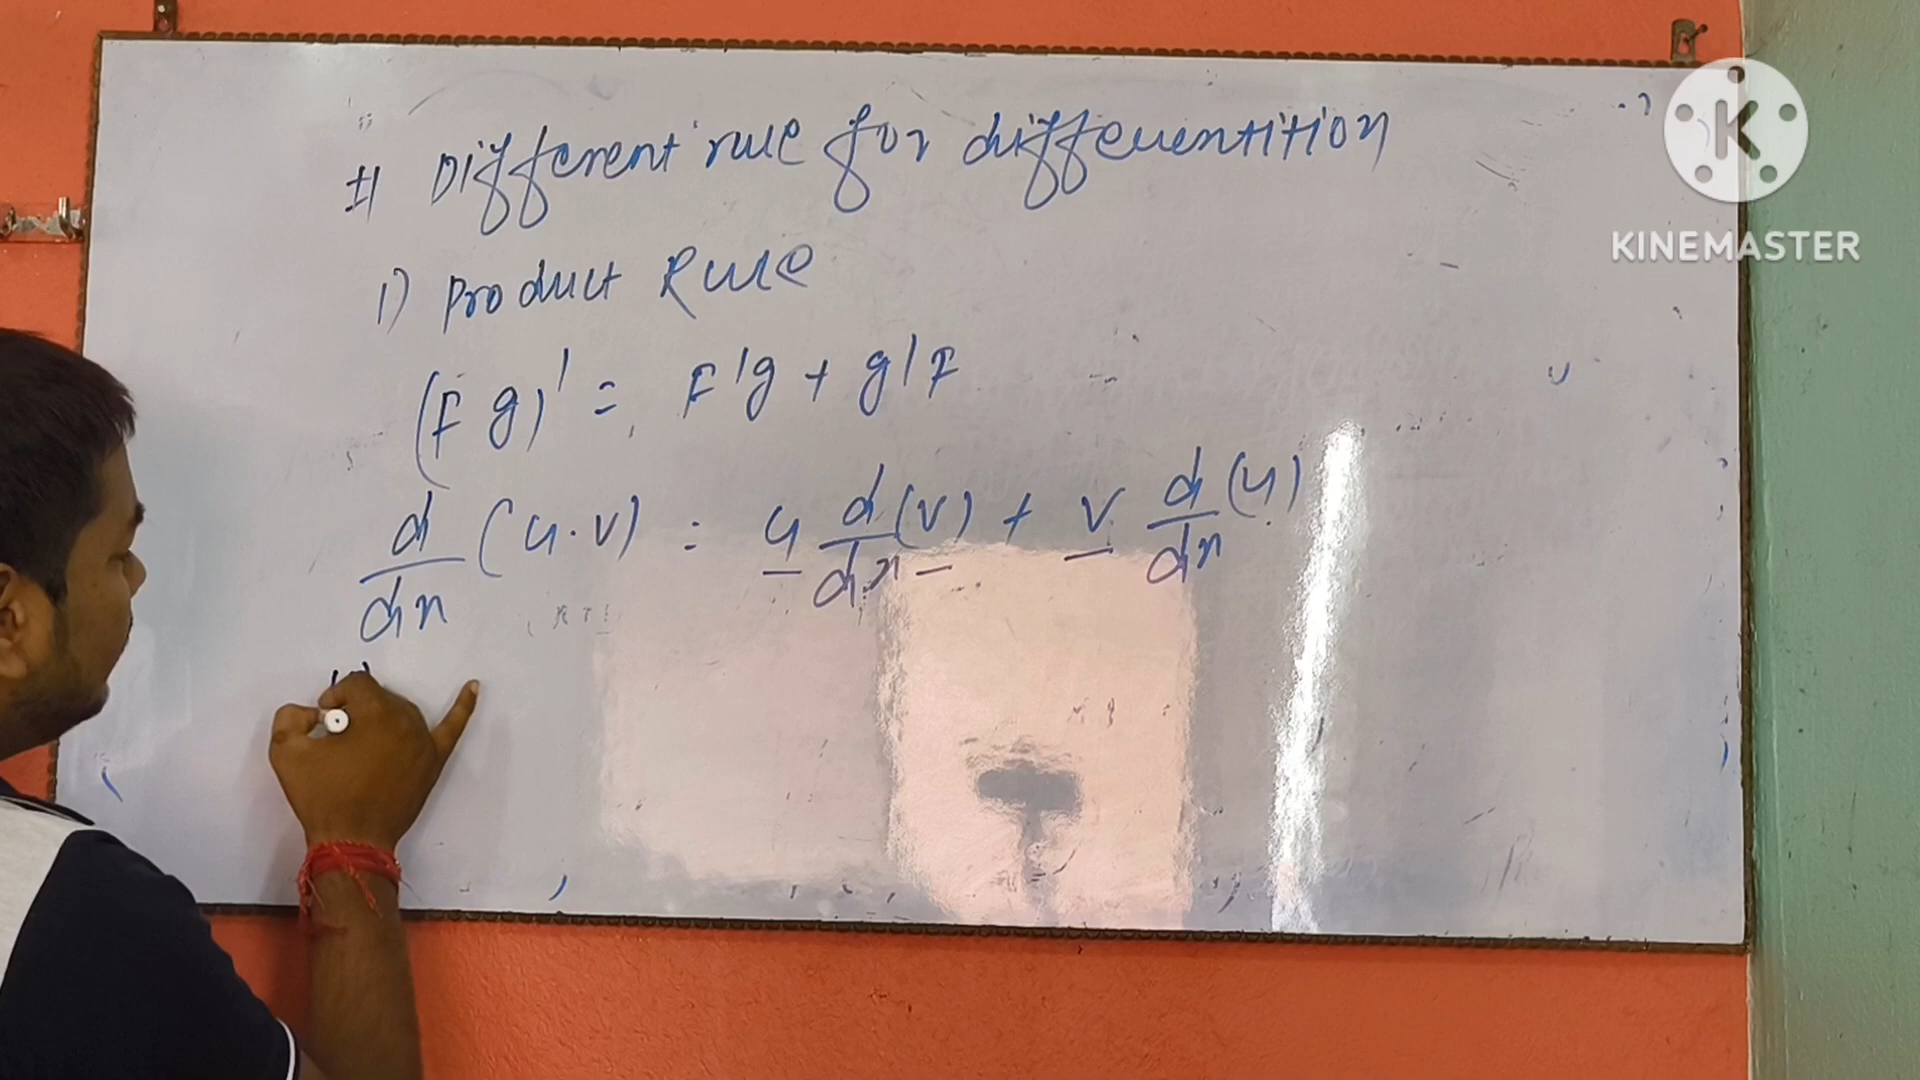 # Different rule for differentition
1) Product Rule
(F g)' = F'g + g'F
d/dx (u.v) = u d/dx (v) + v d/dx (u)
K
KINEMASTER